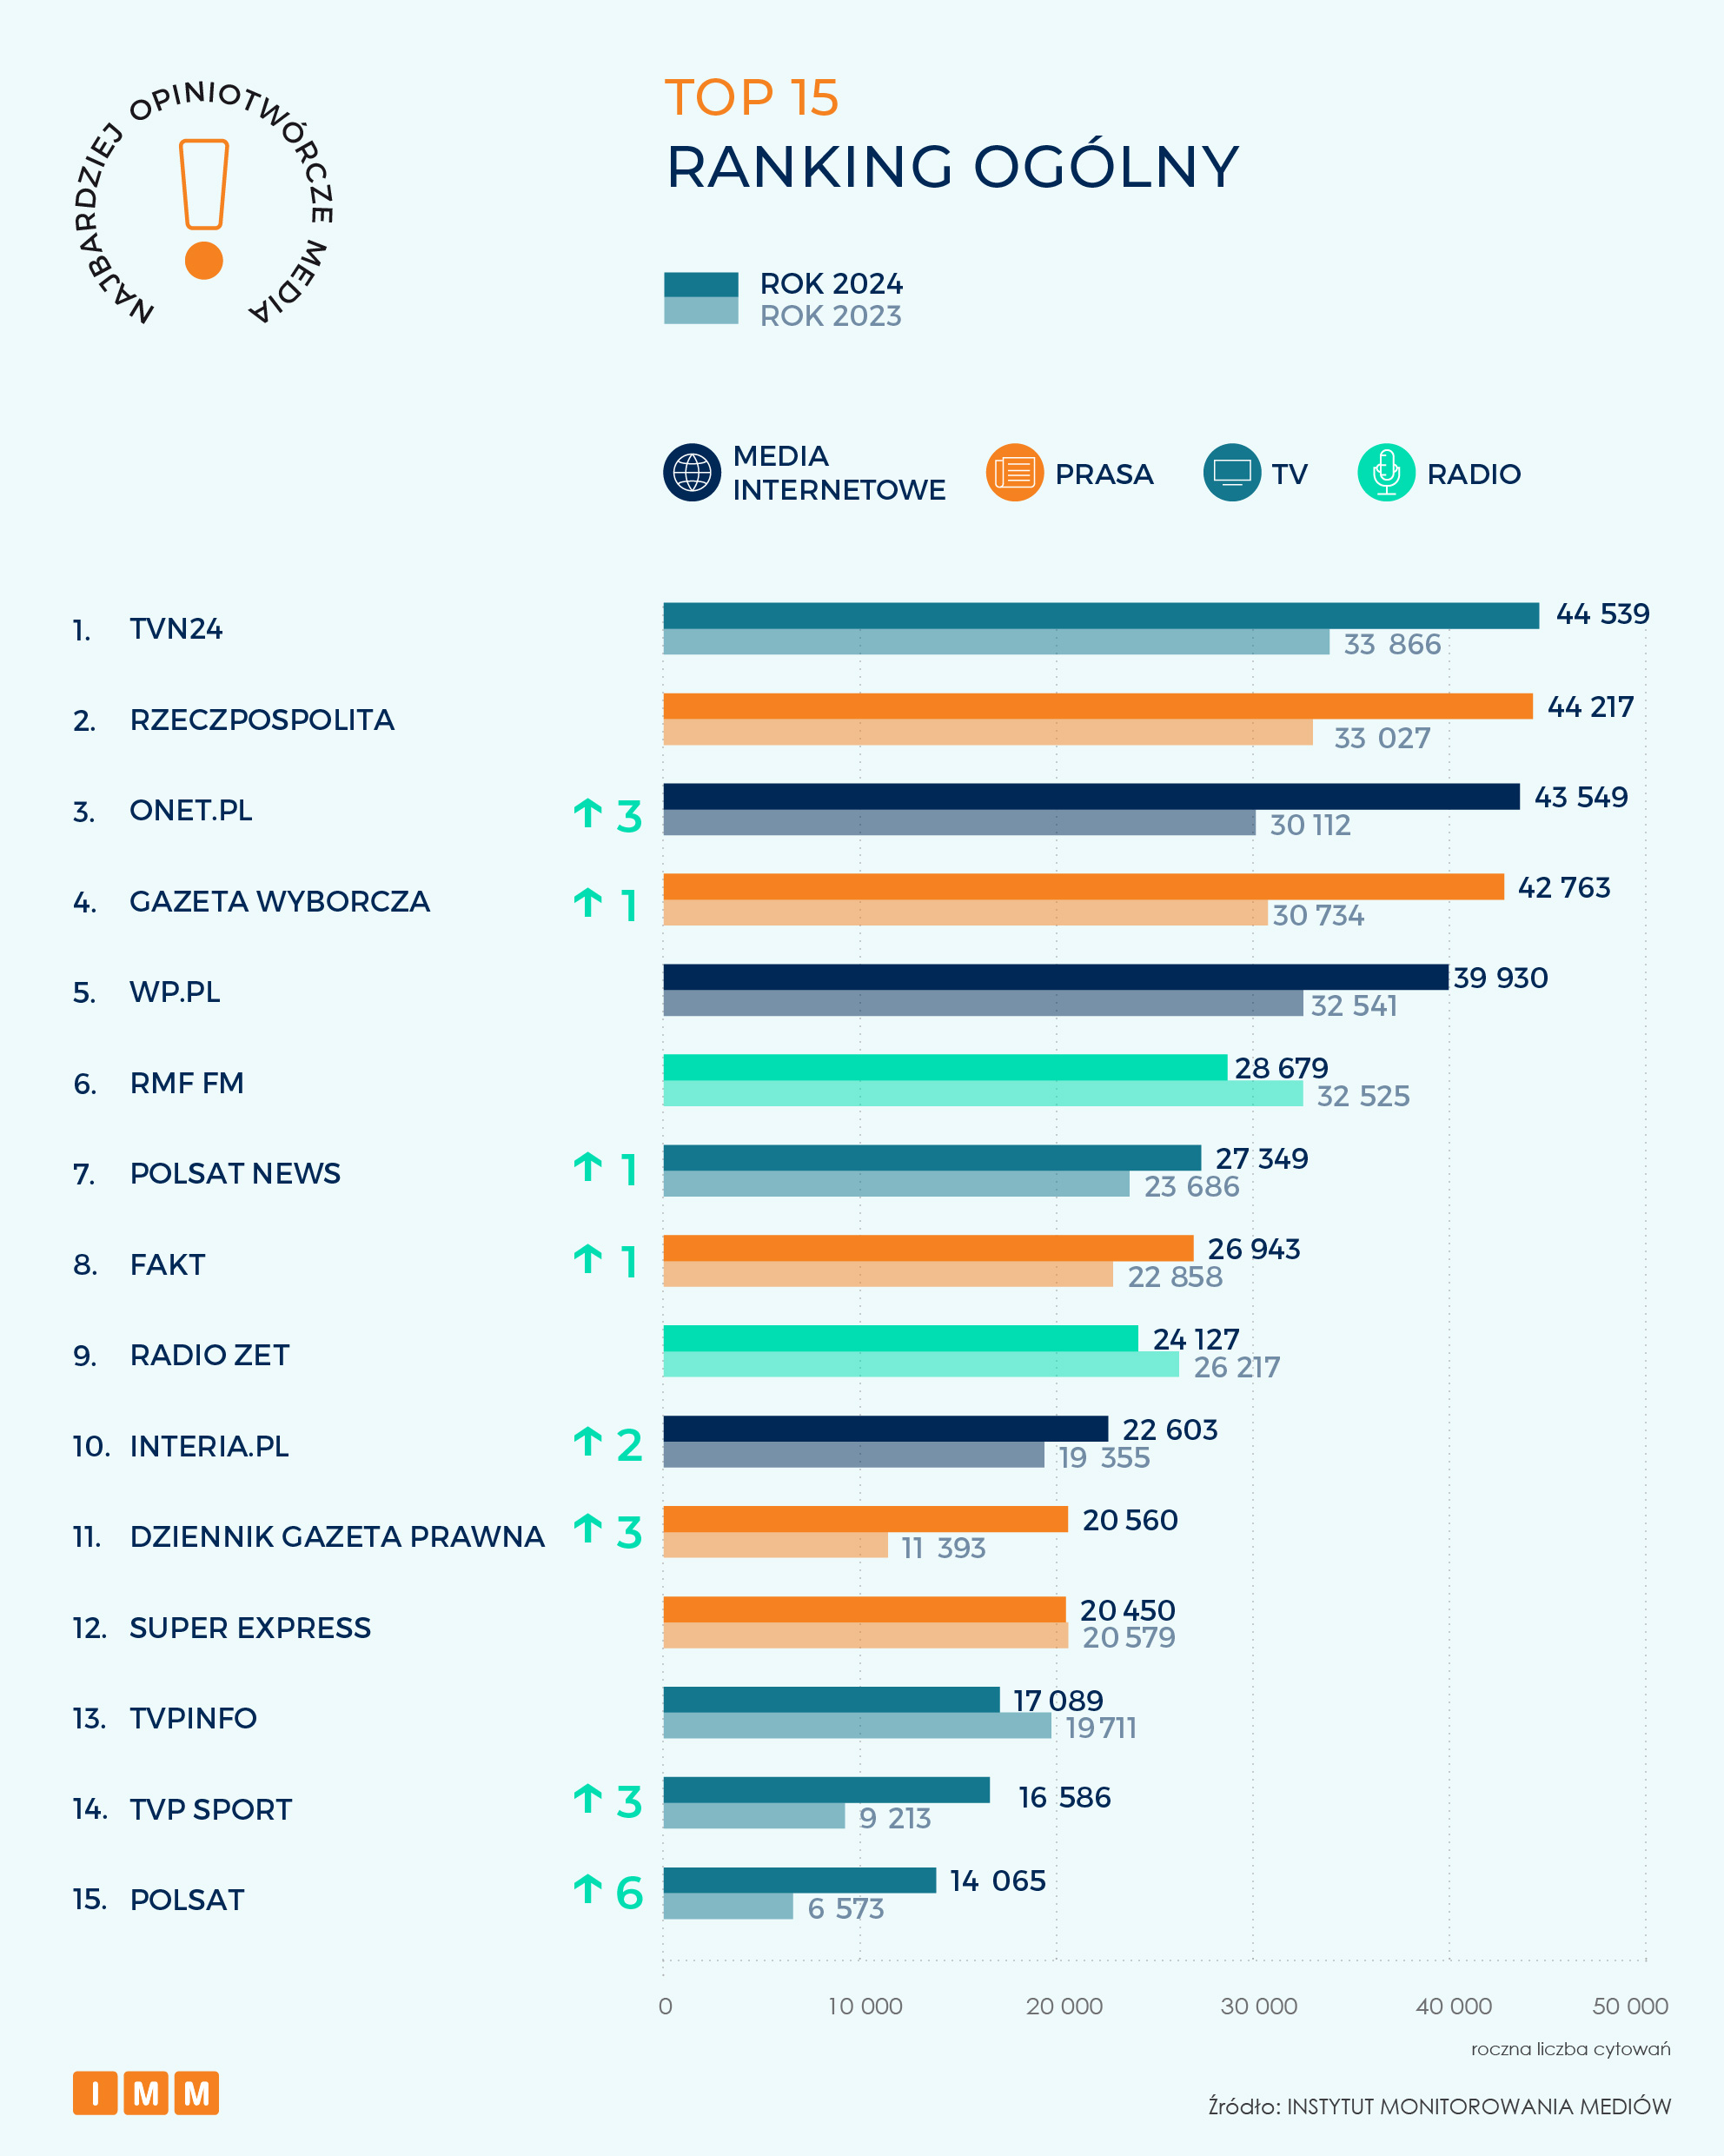 NAJBARDZIEJ OPINIOTWÓRCZE MEDIA
TOP 15
RANKING OGÓLNY
ROK 2024
ROK 2023
MEDIA
INTERNETOWE
PRASA
TV
RADIO
1. TVN24 44 539
33 866
2. RZECZPOSPOLITA 44 217
33 027
3. ONET.PL ↑ 3 43 549
30 112
4. GAZETA WYBORCZA ↑ 1 42 763
30 734
5. WP.PL 39 930
32 541
6. RMF FM 28 679
32 525
7. POLSAT NEWS ↑ 1 27 349
23 686
8. FAKT ↑ 1 26 943
22 858
9. RADIO ZET 24 127
26 217
10. INTERIA.PL ↑ 2 22 603
19 355
11. DZIENNIK GAZETA PRAWNA ↑ 3 20 560
11 393
12. SUPER EXPRESS 20 450
20 579
13. TVPINFO 17 089
19 711
14. TVP SPORT ↑ 3 16 586
9 213
15. POLSAT ↑ 6 14 065
6 573
0 10 000 20 000 30 000 40 000 50 000
roczna liczba cytowań
IMM
Źródło: INSTYTUT MONITOROWANIA MEDIÓW